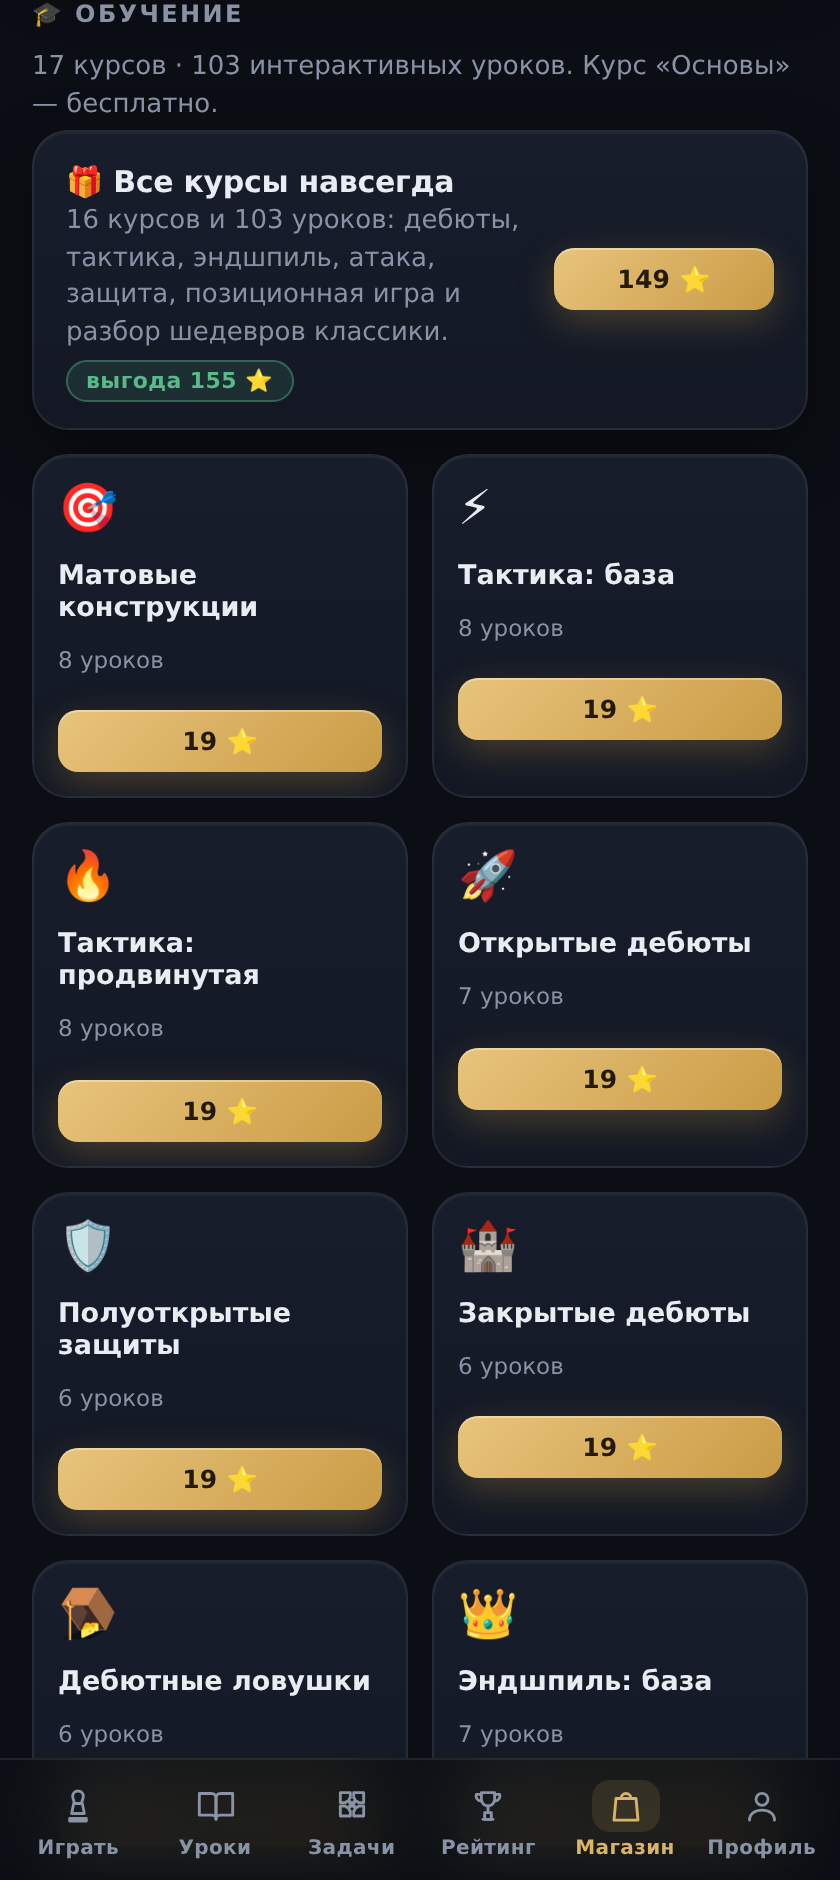 🎓 ОБУЧЕНИЕ
17 курсов · 103 интерактивных уроков. Курс «Основы»
— бесплатно.
🎁 Все курсы навсегда
16 курсов и 103 уроков: дебюты,
тактика, эндшпиль, атака,
защита, позиционная игра и
разбор шедевров классики.
выгода 155 ⭐
149 ⭐
Матовые
конструкции
8 уроков
19 ⭐
Тактика: база
8 уроков
19 ⭐
Тактика:
продвинутая
8 уроков
19 ⭐
Открытые дебюты
7 уроков
19 ⭐
Полуоткрытые
защиты
6 уроков
19 ⭐
Закрытые дебюты
6 уроков
19 ⭐
Дебютные ловушки
6 уроков
Эндшпиль: база
7 уроков
Играть
Уроки
Задачи
Рейтинг
Магазин
Профиль